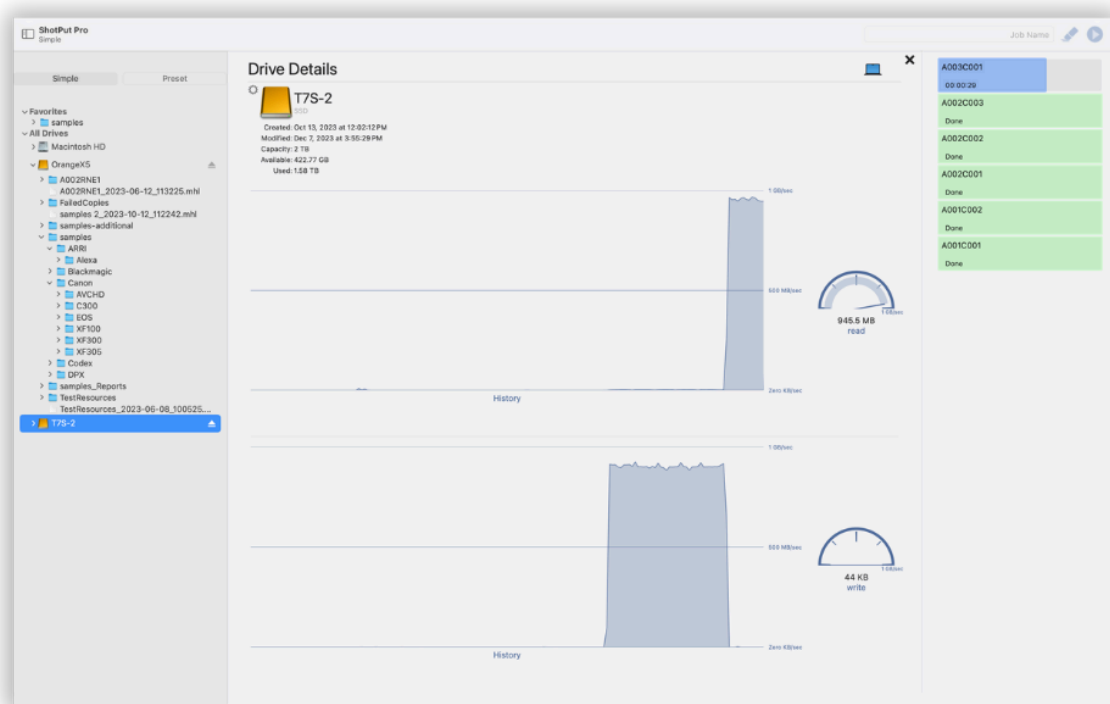 ShotPut Pro
Simple
Job Name
Simple
Preset
Favorites
samples
All Drives
Macintosh HD
OrangeX5
A002RNE1
A002RNE1_2023-06-12_113225.mhl
FailedCopies
samples 2_2023-10-12_112242.mhl
samples-additional
samples
ARRI
Alexa
Blackmagic
Canon
AVCHD
C300
EOS
XF100
XF300
XF305
Codex
DPX
samples_Reports
TestResources
TestResources_2023-06-08_100525....
T7S-2
Drive Details
T7S-2
SSD
Created: Oct 13, 2023 at 12:02:12 PM
Modified: Dec 7, 2023 at 3:55:29 PM
Capacity: 2 TB
Available: 422.77 GB
Used: 1.58 TB
1 GB/sec
500 MB/sec
Zero KB/sec
History
1 GB/sec
945.5 MB
read
1 GB/sec
500 MB/sec
Zero KB/sec
History
1 GB/sec
44 KB
write
A003C001
00:00:29
A002C003
Done
A002C002
Done
A002C001
Done
A001C002
Done
A001C001
Done